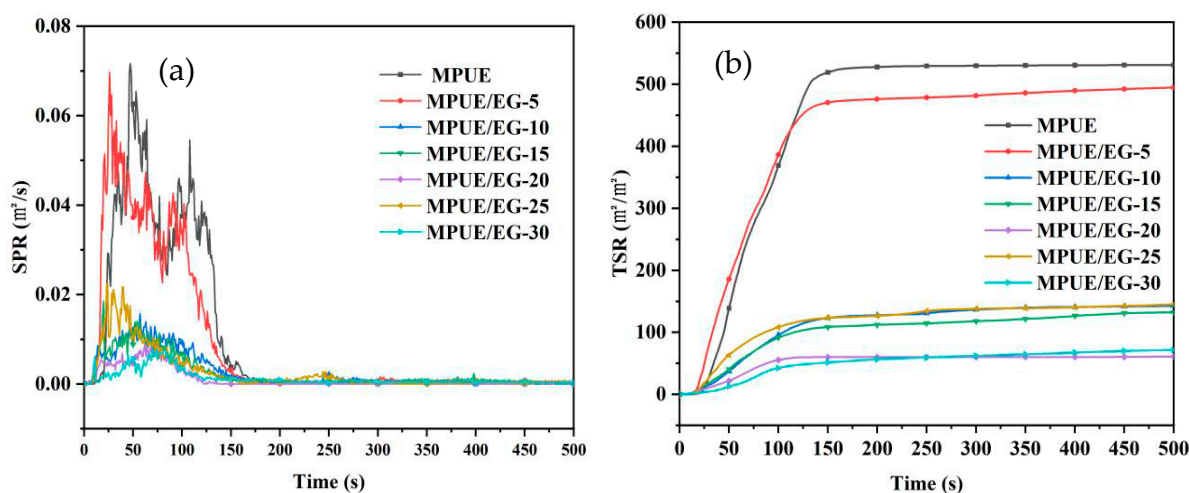 (a)
SPR (㎡/s)
0.08
0.06
0.04
0.02
0.00
MPUE
MPUE/EG-5
MPUE/EG-10
MPUE/EG-15
MPUE/EG-20
MPUE/EG-25
MPUE/EG-30
0 50 100 150 200 250 300 350 400 450 500
Time (s)
(b)
TSR (㎡/㎡)
600
500
400
300
200
100
0
MPUE
MPUE/EG-5
MPUE/EG-10
MPUE/EG-15
MPUE/EG-20
MPUE/EG-25
MPUE/EG-30
0 50 100 150 200 250 300 350 400 450 500
Time (s)